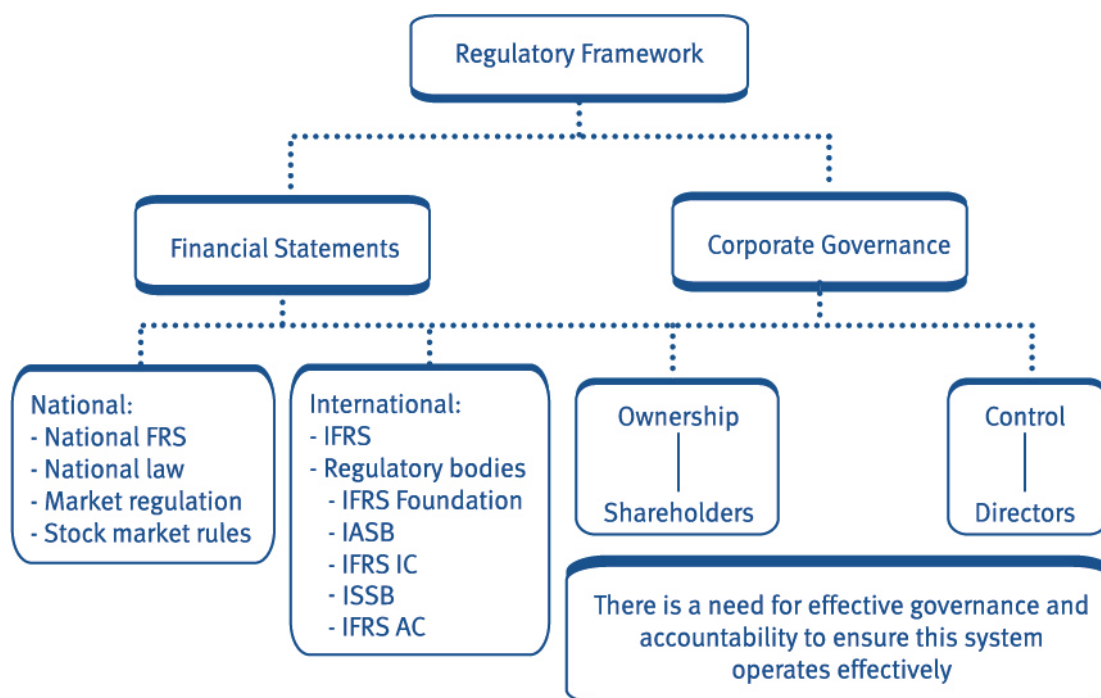 Regulatory Framework
Financial Statements
Corporate Governance
National:
- National FRS
- National law
- Market regulation
- Stock market rules
International:
- IFRS
- Regulatory bodies
- IFRS Foundation
- IASB
- IFRS IC
- ISSB
- IFRS AC
Ownership
Shareholders
Control
Directors
There is a need for effective governance and
accountability to ensure this system
operates effectively